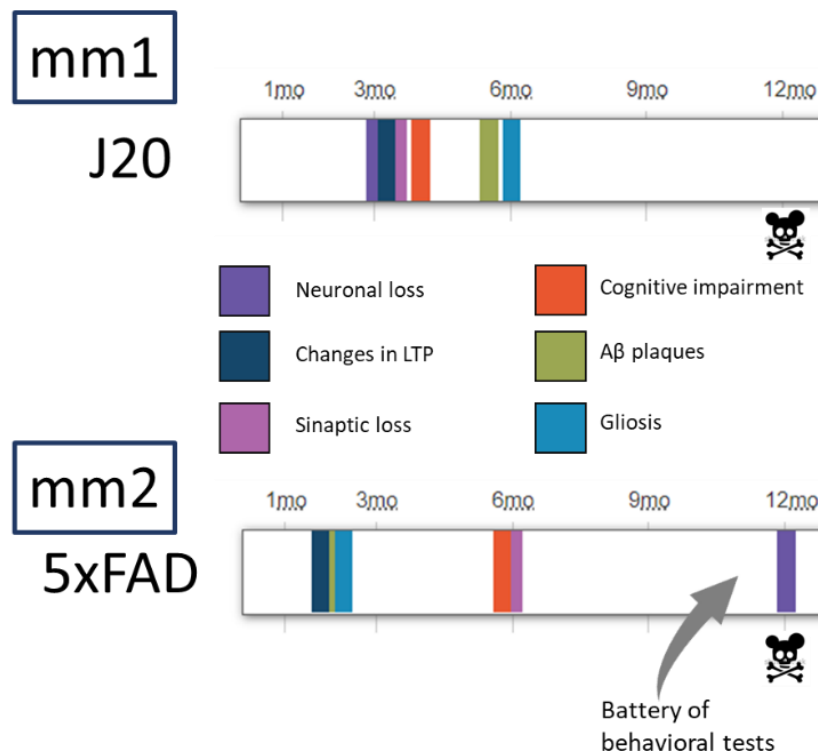 mm1
1mo 3mo 6mo 9mo 12mo
J20
Neuronal loss
Cognitive impairment
Changes in LTP
Aβ plaques
Sinaptic loss
Gliosis
mm2
1mo 3mo 6mo 9mo 12mo
5xFAD
Battery of
behavioral tests